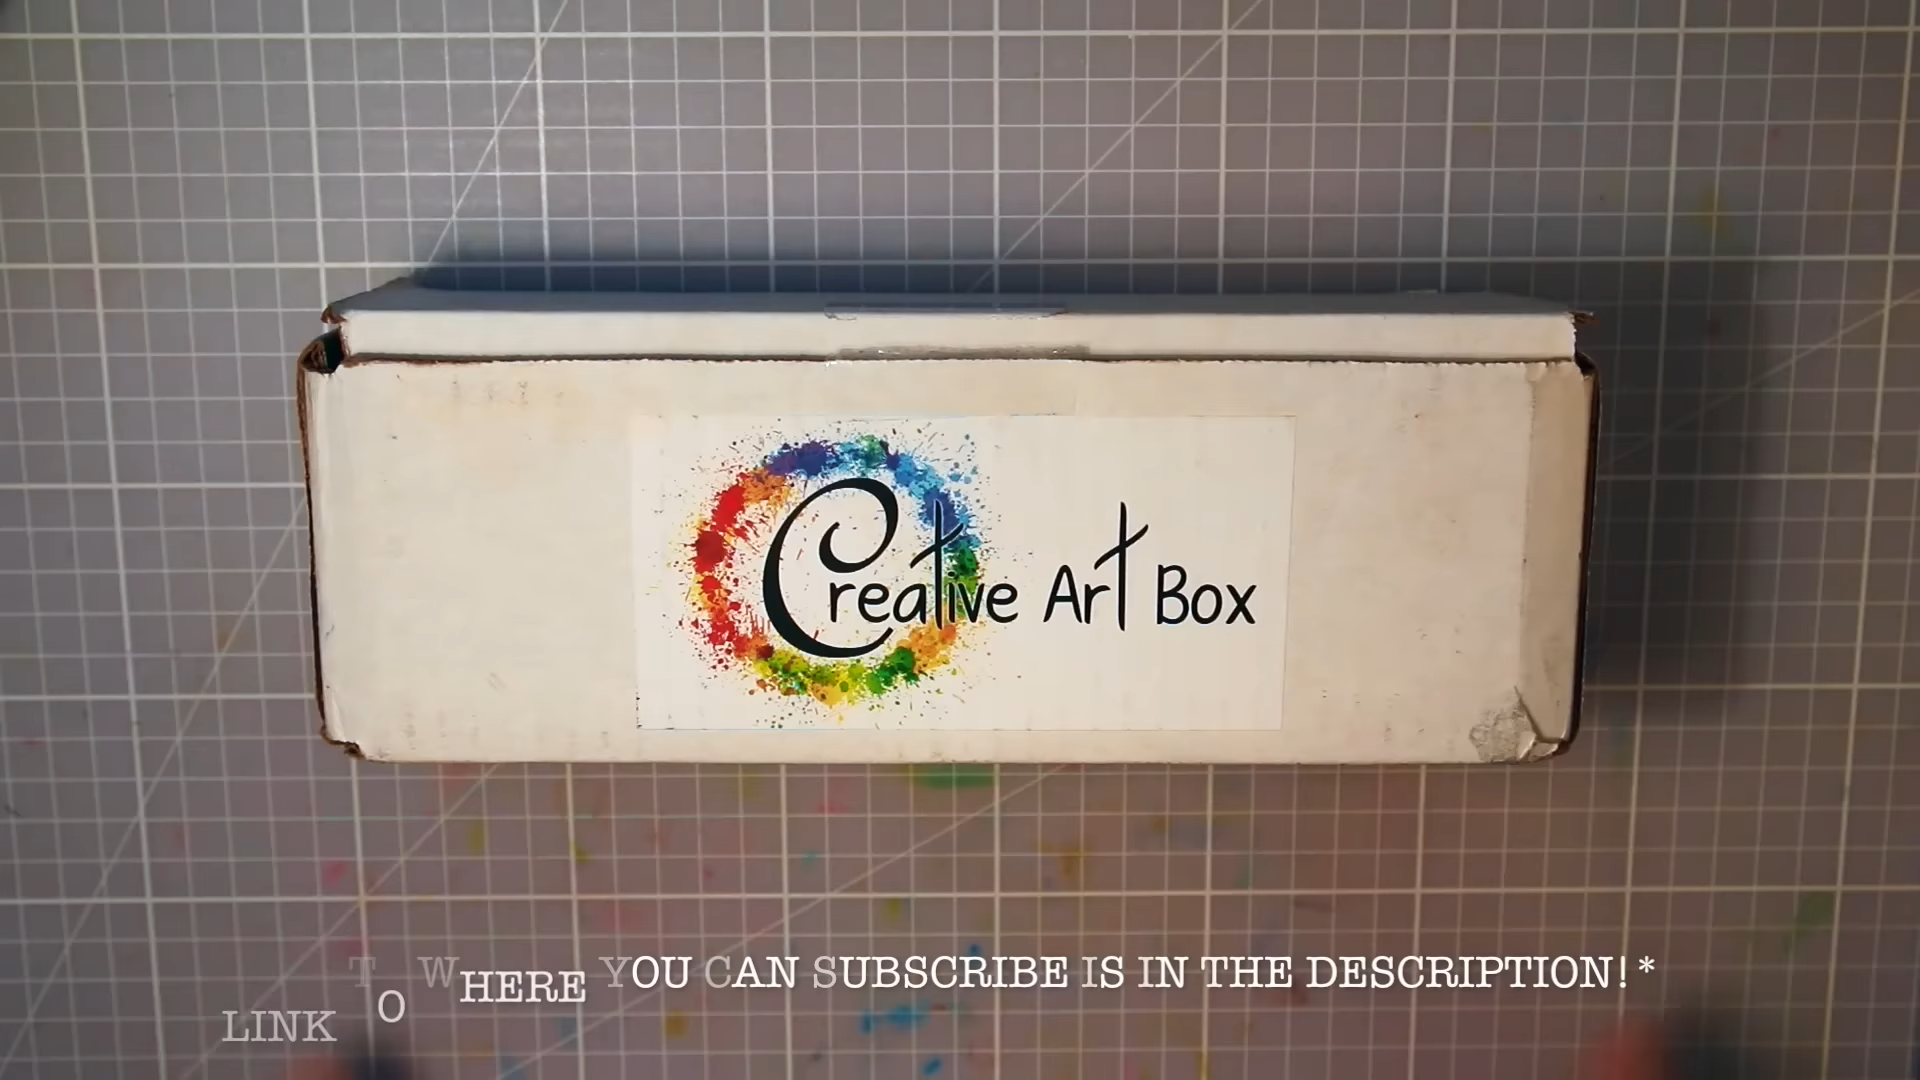 Creative Art Box
LINK TO WHERE YOU CAN SUBSCRIBE IS IN THE DESCRIPTION!*